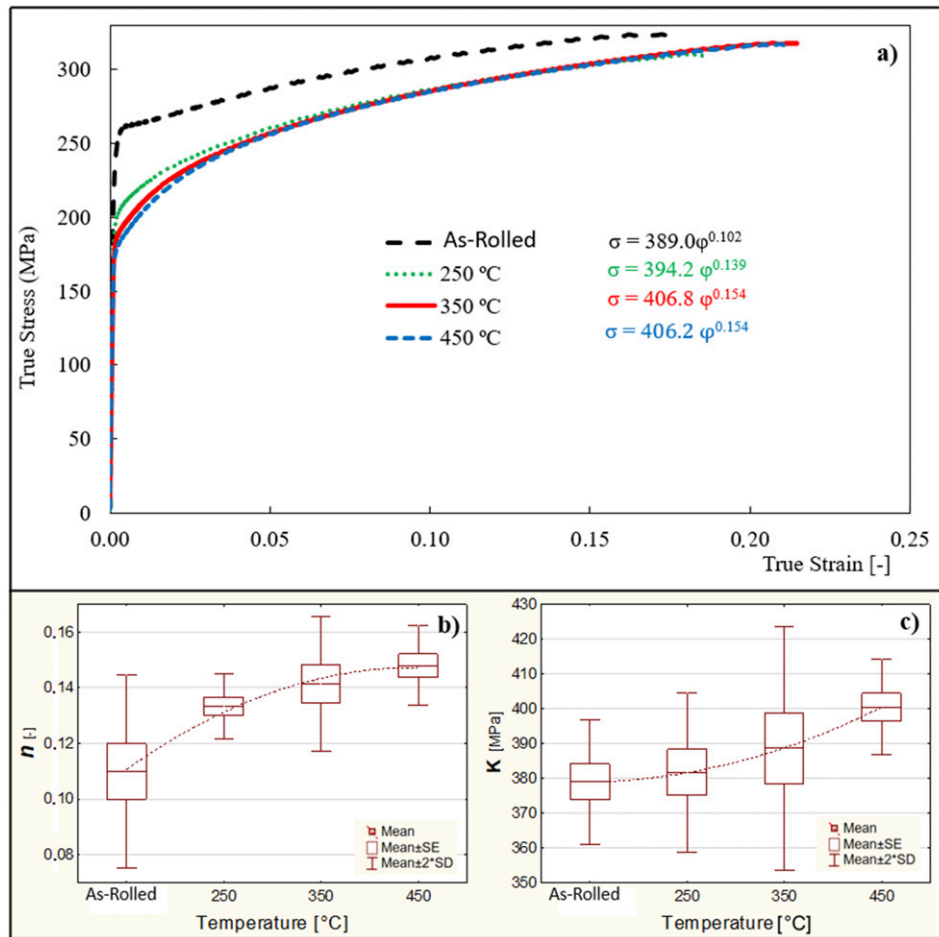 a)
300
250
200
150
100
50
0
True Stress (MPa)
As-Rolled σ = 389.0φ^0.102
250 ºC σ = 394.2 φ^0.139
350 ºC σ = 406.8 φ^0.154
450 ºC σ = 406.2 φ^0.154
0.00 0.05 0.10 0.15 0.20 0.25
True Strain [-]
b)
0.16
0.14
0.12
0.10
0.08
n [-]
Mean
Mean±SE
Mean±2*SD
As-Rolled 250 350 450
Temperature [°C]
c)
430
420
410
400
390
380
370
360
350
K [MPa]
Mean
Mean±SE
Mean±2*SD
As-Rolled 250 350 450
Temperature [°C]